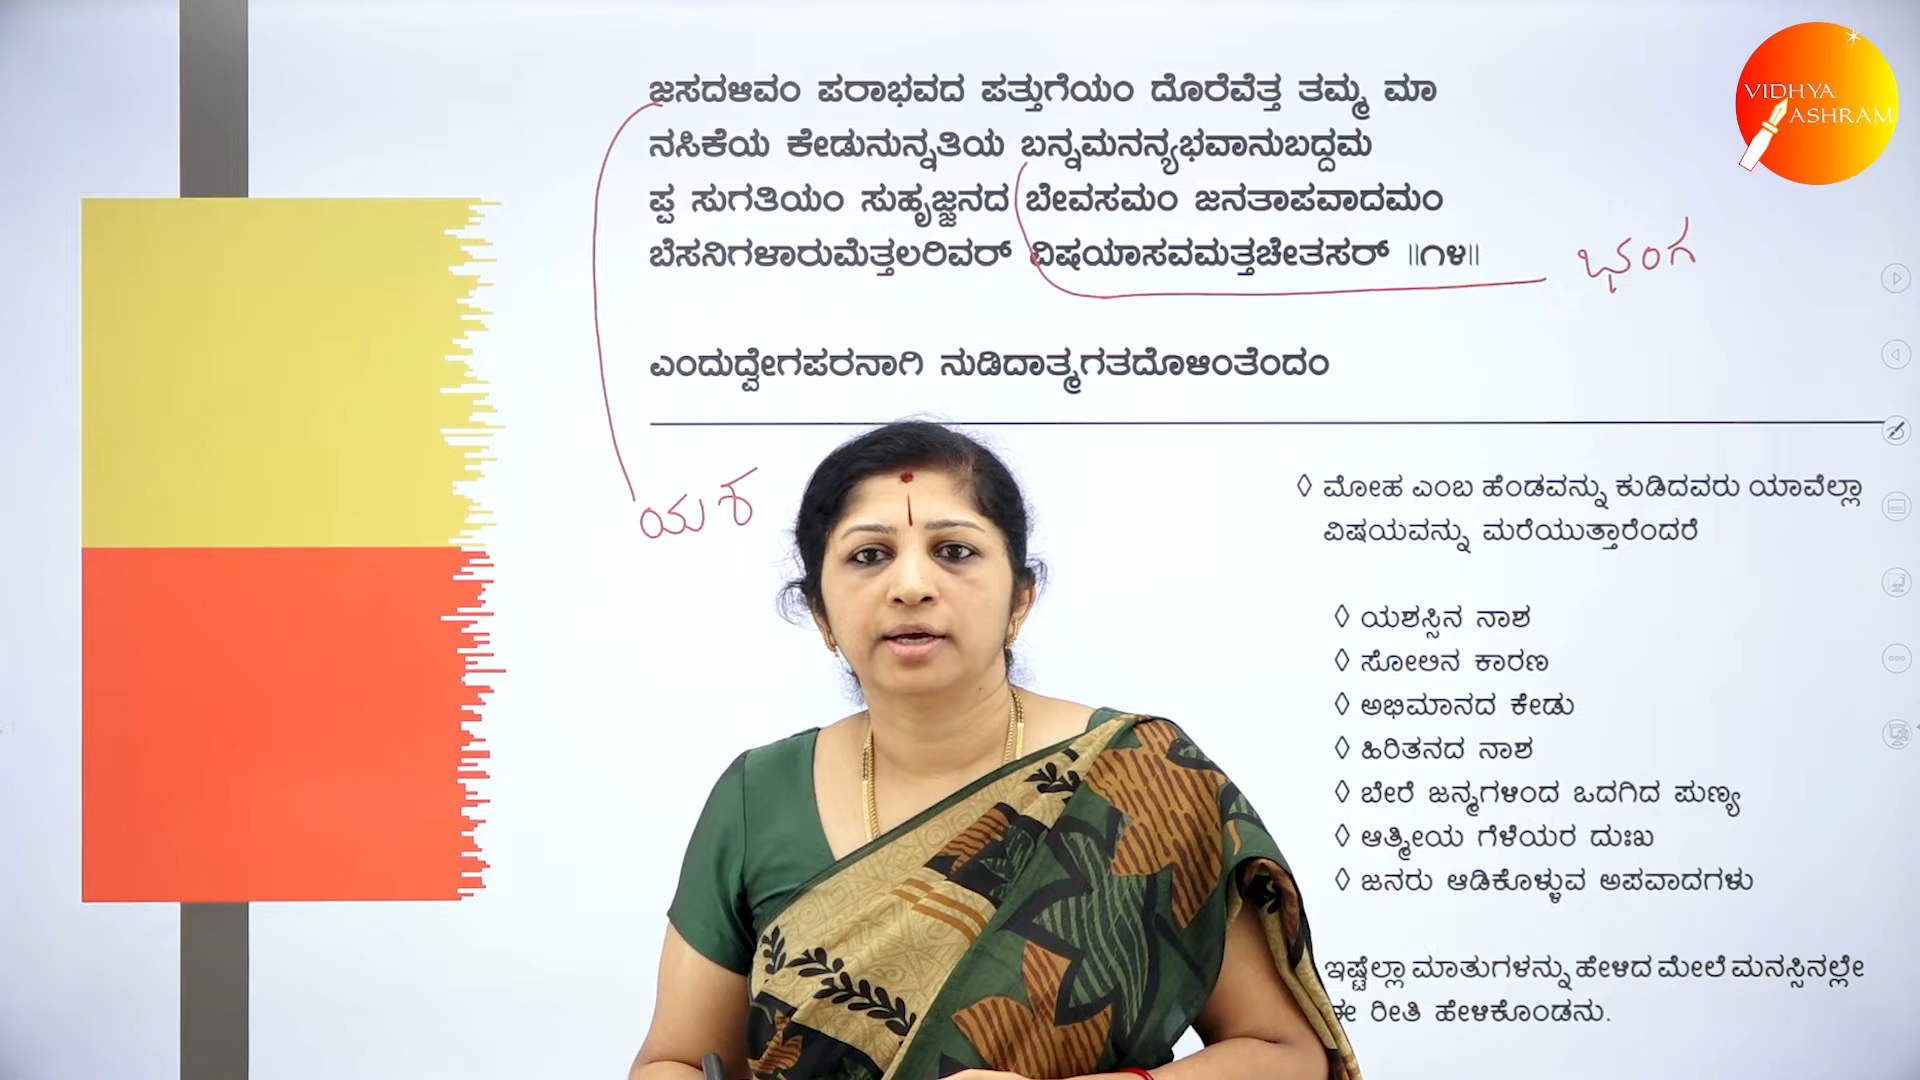 ಜಸದಳಿವಂ ಪರಾಭವದ ಪತ್ತುಗೆಯಂ ದೊರೆವೆತ್ತ ತಮ್ಮ ಮಾ
ನಸಿಕೆಯ ಕೇಡುನುನ್ನತಿಯ ಬನ್ನಮನನ್ಯಭವಾನುಬದ್ದಮ
ಪ್ಪ ಸುಗತಿಯಂ ಸುಹೃಜ್ಜನದ ಬೇವಸಮಂ ಜನತಾಪವಾದಮಂ
ಬೆಸನಿಗಳಾರುಮೆತ್ತಲರಿವರ್ ವಿಷಯಾಸವಮತ್ತಚೇತಸರ್ ॥೧೪॥
ಭಂಗ
ಎಂದುದ್ವೇಗಪರನಾಗಿ ನುಡಿದಾತ್ಮಗತದೊಳಿಂತೆಂದಂ
ಯಶ
◊ ಮೋಹ ಎಂಬ ಹೆಂಡವನ್ನು ಕುಡಿದವರು ಯಾವೆಲ್ಲಾ
ವಿಷಯವನ್ನು ಮರೆಯುತ್ತಾರೆಂದರೆ
◊ ಯಶಸ್ಸಿನ ನಾಶ
◊ ಸೋಲಿನ ಕಾರಣ
◊ ಅಭಿಮಾನದ ಕೇಡು
◊ ಹಿರಿತನದ ನಾಶ
◊ ಬೇರೆ ಜನ್ಮಗಳಿಂದ ಒದಗಿದ ಪುಣ್ಯ
◊ ಆತ್ಮೀಯ ಗೆಳೆಯರ ದುಃಖ
◊ ಜನರು ಆಡಿಕೊಳ್ಳುವ ಅಪವಾದಗಳು
ಇಷ್ಟೆಲ್ಲಾ ಮಾತುಗಳನ್ನು ಹೇಳಿದ ಮೇಲೆ ಮನಸ್ಸಿನಲ್ಲೇ
ಈ ರೀತಿ ಹೇಳಿಕೊಂಡನು.
VIDHYA
ASHRAM